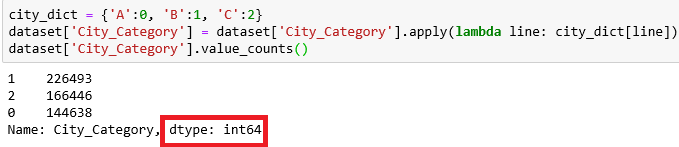 city_dict = {'A':0, 'B':1, 'C':2}
dataset['City_Category'] = dataset['City_Category'].apply(lambda line: city_dict[line])
dataset['City_Category'].value_counts()
1    226493
2    166446
0    144638
Name: City_Category, dtype: int64